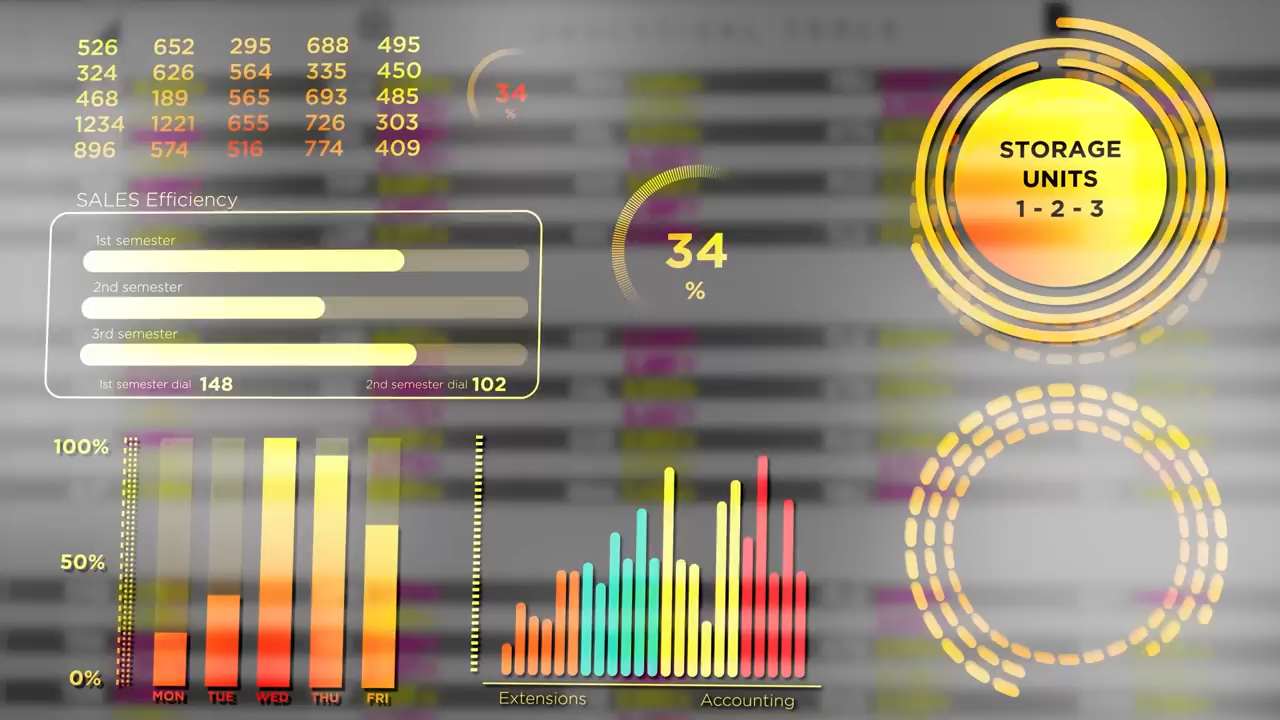 526 652 295 688 495
324 626 564 335 450
468 189 565 693 485
1234 1221 655 726 303
896 574 516 774 409
34
%
SALES Efficiency
1st semester
2nd semester
3rd semester
1st semester dial 148
2nd semester dial 102
34
%
STORAGE
UNITS
1 - 2 - 3
100%
50%
0%
MON TUE WED THU FRI
Extensions
Accounting